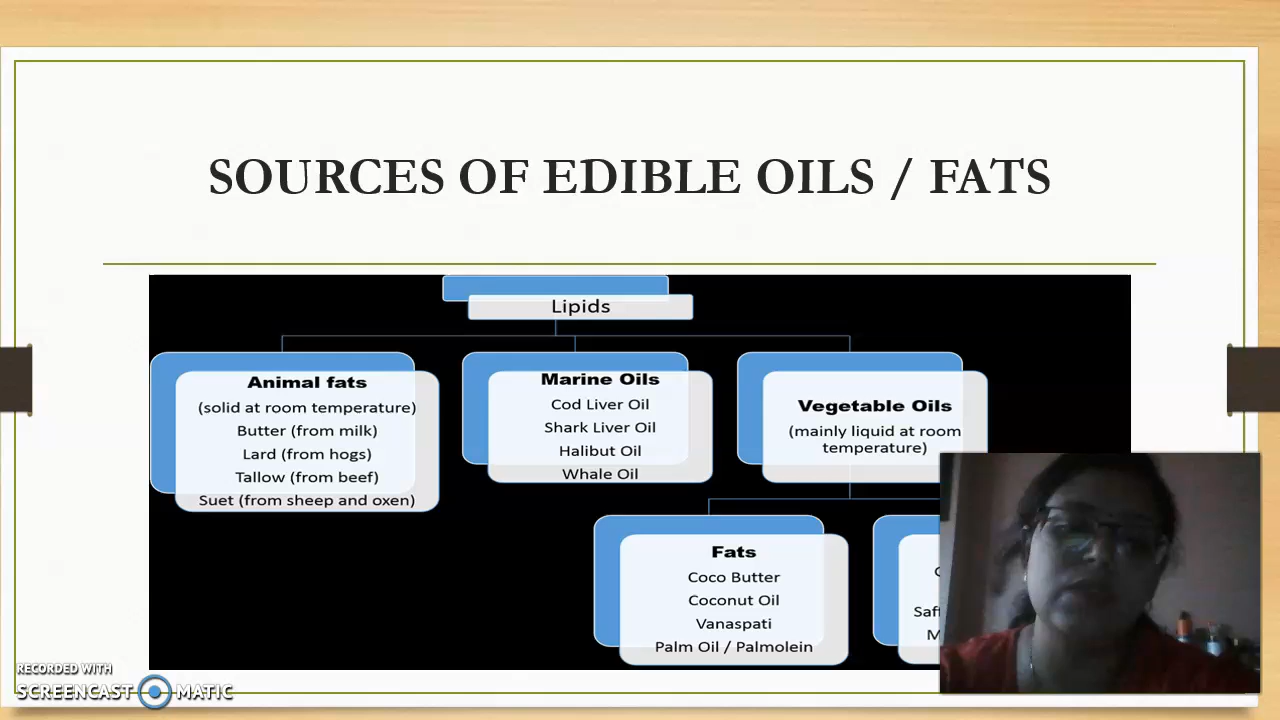 SOURCES OF EDIBLE OILS / FATS
Lipids
Animal fats
(solid at room temperature)
Butter (from milk)
Lard (from hogs)
Tallow (from beef)
Suet (from sheep and oxen)
Marine Oils
Cod Liver Oil
Shark Liver Oil
Halibut Oil
Whale Oil
Vegetable Oils
(mainly liquid at room
temperature)
Fats
Coco Butter
Coconut Oil
Vanaspati
Palm Oil / Palmolein
RECORDED WITH
SCREENCAST MATIC